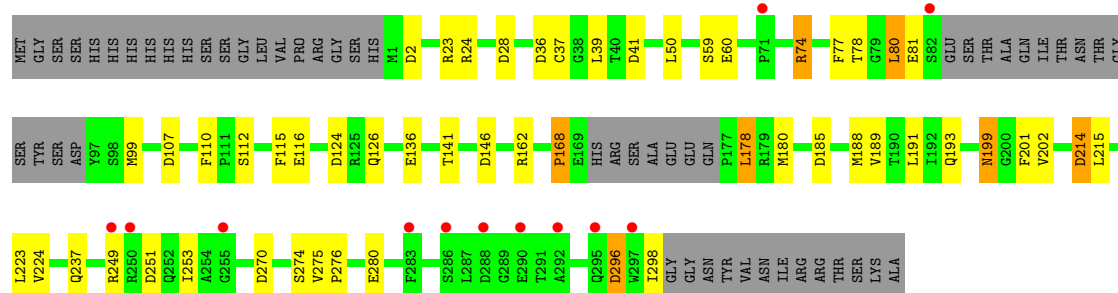 MET GLY SER SER HIS HIS HIS HIS HIS HIS SER SER GLY LEU VAL PRO ARG GLY SER HIS M1 D2 R23 R24 D28 D36 C37 G38 L39 T40 D41 L50 S59 E60 P71 R74 F77 T78 G79 L80 E81 S82 GLU SER THR ALA GLN ILE THR ASN THR GLY
SER TYR SER ASP Y97 S98 M99 D107 F110 P111 S112 F115 E116 D124 R125 Q126 E136 T141 D146 R162 P168 E169 HIS ARG SER ALA GLU GLU GLN P177 L178 R179 M180 D185 M188 V189 T190 L191 I192 Q193 N199 G200 F201 V202 D214 L215
L223 V224 Q237 R249 R250 D251 Q252 I253 A254 G255 D270 S274 V275 P276 E280 F283 S286 L287 D288 G289 E290 T291 A292 Q295 D296 W297 I298 GLY GLY ASN TYR VAL ASN ILE ARG ARG THR SER LYS ALA